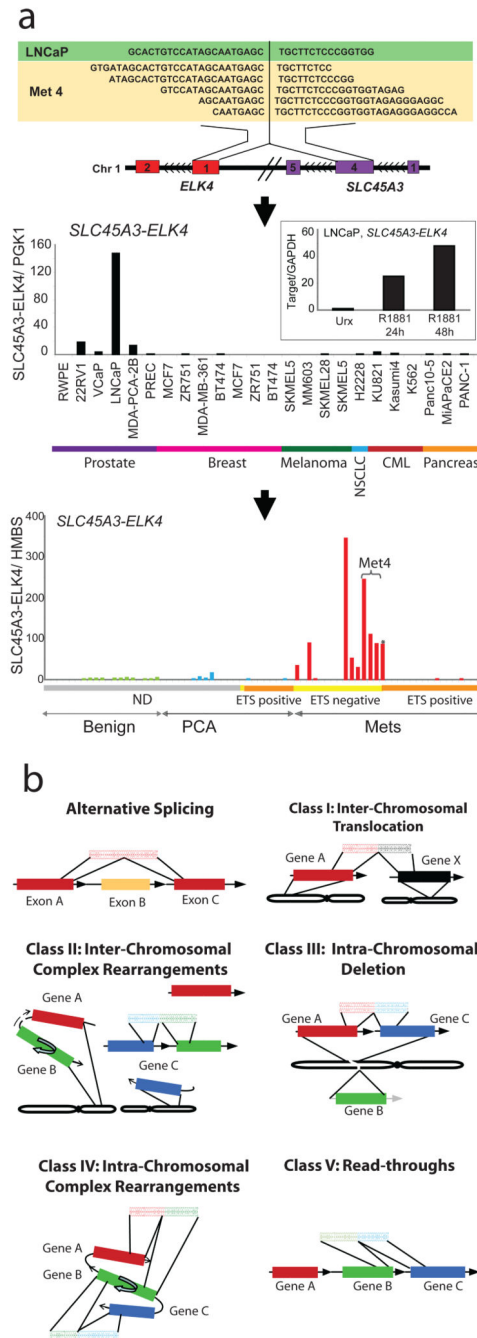 a
LNCaP GCACTGTCCATAGCAATGAGC TGCTTCTCCCGGTGG
GTGATAGCACTGTCCATAGCAATGAGC TGCTTCTCC
ATAGCACTGTCCATAGCAATGAGC TGCTTCTCCCGG
Met 4 GTCCATAGCAATGAGC TGCTTCTCCCGGTGGTAGAG
AGCAATGAGC TGCTTCTCCCGGTGGTAGAGGGAGGC
CAATGAGC TGCTTCTCCCGGTGGTAGAGGGAGGCCA
Chr 1 2 1 5 4 1
ELK4 SLC45A3
SLC45A3-ELK4/ PGK1
160
120
80
40
0
SLC45A3-ELK4
LNCaP, SLC45A3-ELK4
Target/GAPDH
60
40
20
0
Urx R1881 24h R1881 48h
RWPE
22RV1
VCaP
LNCaP
MDA-PCA-2B
PREC
MCF7
ZR751
MDA-MB-361
BT474
MCF7
ZR751
BT474
SKMEL5
MM603
SKMEL28
SKMEL5
H2228
KU821
Kasumi4
K562
Panc10-5
MiAPaCE2
PANC-1
Prostate Breast Melanoma NSCLC CML Pancreas
SLC45A3-ELK4/ HMBS
400
300
200
100
0
SLC45A3-ELK4
Met4
ND ETS positive ETS negative ETS positive
Benign PCA Mets
b
Alternative Splicing
Exon A Exon B Exon C
Class I: Inter-Chromosomal
Translocation
Gene A Gene X
Class II: Inter-Chromosomal
Complex Rearrangements
Gene A
Gene B Gene C
Class III: Intra-Chromosomal
Deletion
Gene A Gene C
Gene B
Class IV: Intra-Chromosomal
Complex Rearrangements
Gene A
Gene B
Gene C
Class V: Read-throughs
Gene A Gene B Gene C